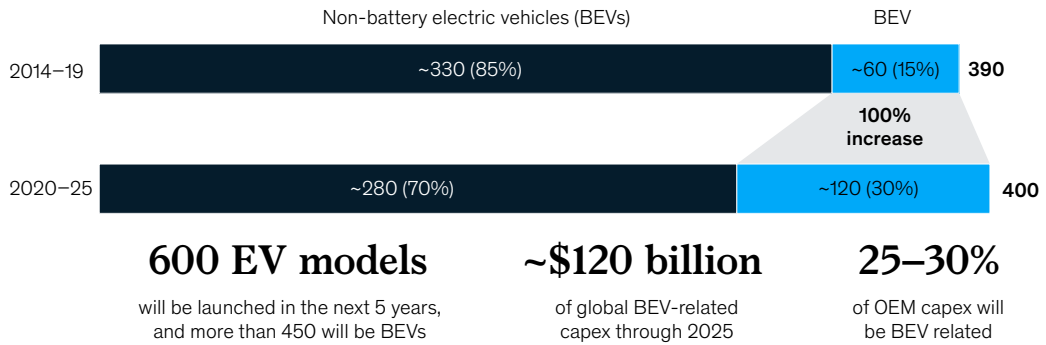 Non-battery electric vehicles (BEVs) BEV
2014–19 ~330 (85%) ~60 (15%) 390
100%
increase
2020–25 ~280 (70%) ~120 (30%) 400
600 EV models
will be launched in the next 5 years,
and more than 450 will be BEVs
~$120 billion
of global BEV-related
capex through 2025
25–30%
of OEM capex will
be BEV related